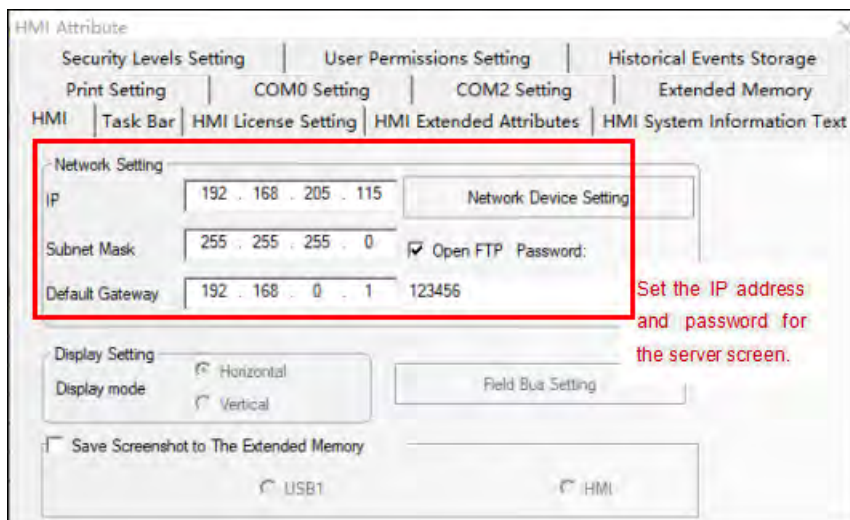 HMI Attribute
Security Levels Setting User Permissions Setting Historical Events Storage
Print Setting COM0 Setting COM2 Setting Extended Memory
HMI Task Bar HMI License Setting HMI Extended Attributes HMI System Information Text
Network Setting
IP 192 . 168 . 205 . 115 Network Device Setting
Subnet Mask 255 . 255 . 255 . 0 Open FTP Password:
Default Gateway 192 . 168 . 0 . 1 123456
Set the IP address
and password for
the server screen.
Display Setting
Display mode Horizontal
Vertical
Field Bus Setting
Save Screenshot to The Extended Memory
USB1 HMI